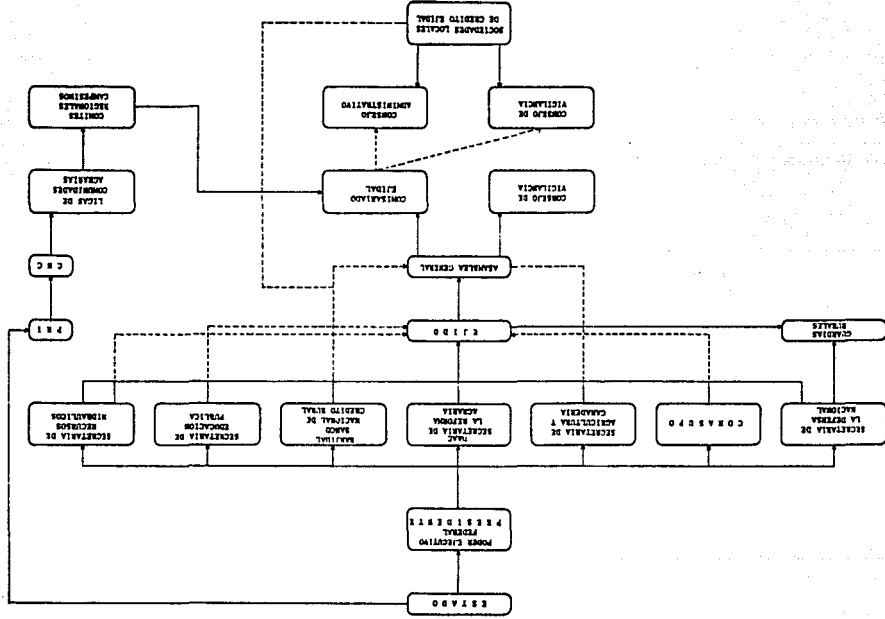 E S T A D O
PODER EJECUTIVO
FEDERAL
P R E S I D E N T E
SECRETARIA DE
LA DEFENSA
NACIONAL
C O N A S U P O
SECRETARIA DE
AGRICULTURA Y
GANADERIA
DAAC
SECRETARIA DE
LA REFORMA
AGRARIA
BANJIDAL
BANCO
NACIONAL DE
CREDITO RURAL
SECRETARIA DE
EDUCACION
PUBLICA
SECRETARIA DE
RECURSOS
HIDRAULICOS
GUARDIAS
RURALES
E J I D O
P R I
ASAMBLEA GENERAL
C N C
CONSEJO DE
VIGILANCIA
COMISARIADO
EJIDAL
LIGAS DE
COMUNIDADES
AGRARIAS
CONSEJO DE
VIGILANCIA
CONSEJO
ADMINISTRATIVO
COMITES
REGIONALES
CAMPESINOS
SOCIEDADES LOCALES
DE CREDITO EJIDAL